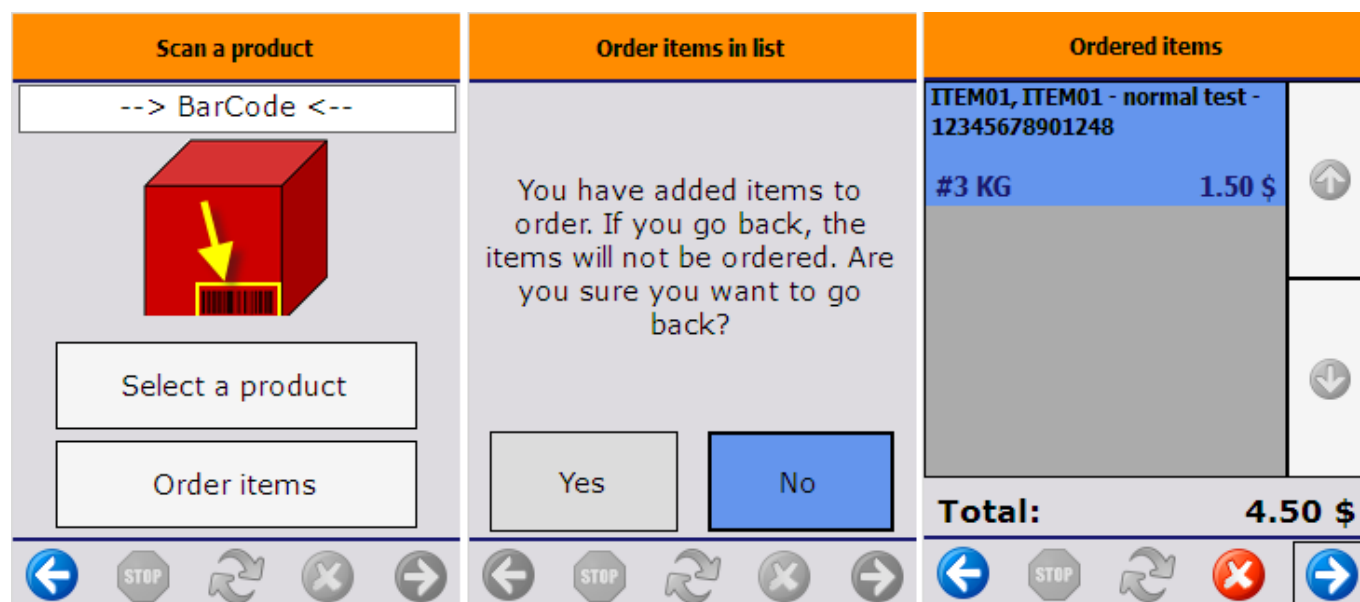 Scan a product
--> BarCode <--
Select a product
Order items
STOP
Order items in list
You have added items to
order. If you go back, the
items will not be ordered. Are
you sure you want to go
back?
Yes
No
STOP
Ordered items
ITEM01, ITEM01 - normal test -
12345678901248
#3 KG 1.50 $
Total: 4.50 $
STOP